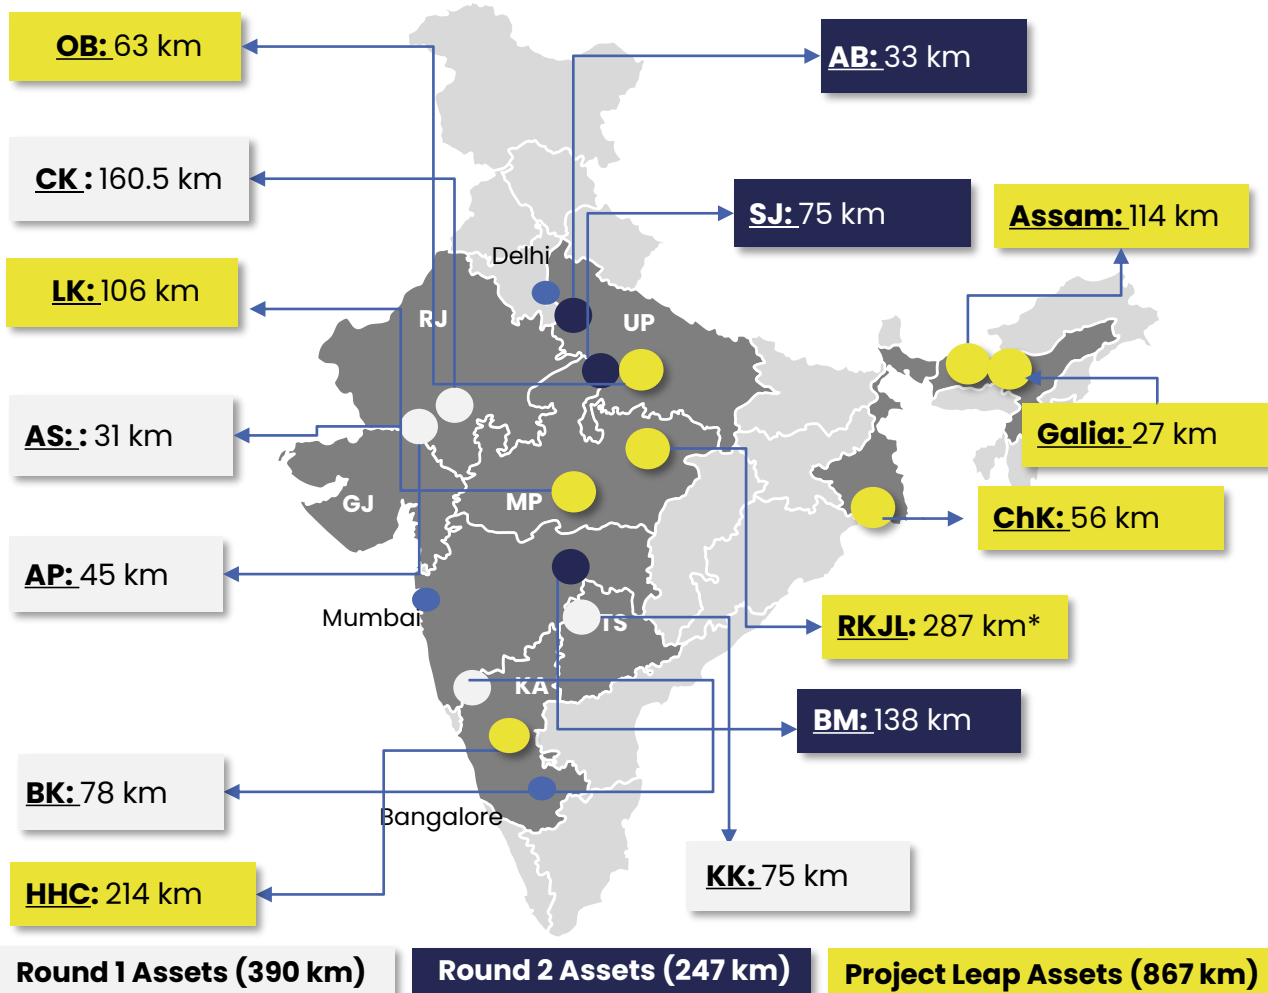 OB: 63 km
AB: 33 km
CK : 160.5 km
SJ: 75 km
Assam: 114 km
Delhi
LK: 106 km
RJ
UP
AS: : 31 km
Galia: 27 km
GJ
MP
ChK: 56 km
AP: 45 km
Mumbai
TS
RKJL: 287 km*
KA
BM: 138 km
BK: 78 km
Bangalore
HHC: 214 km
KK: 75 km
Round 1 Assets (390 km)
Round 2 Assets (247 km)
Project Leap Assets (867 km)